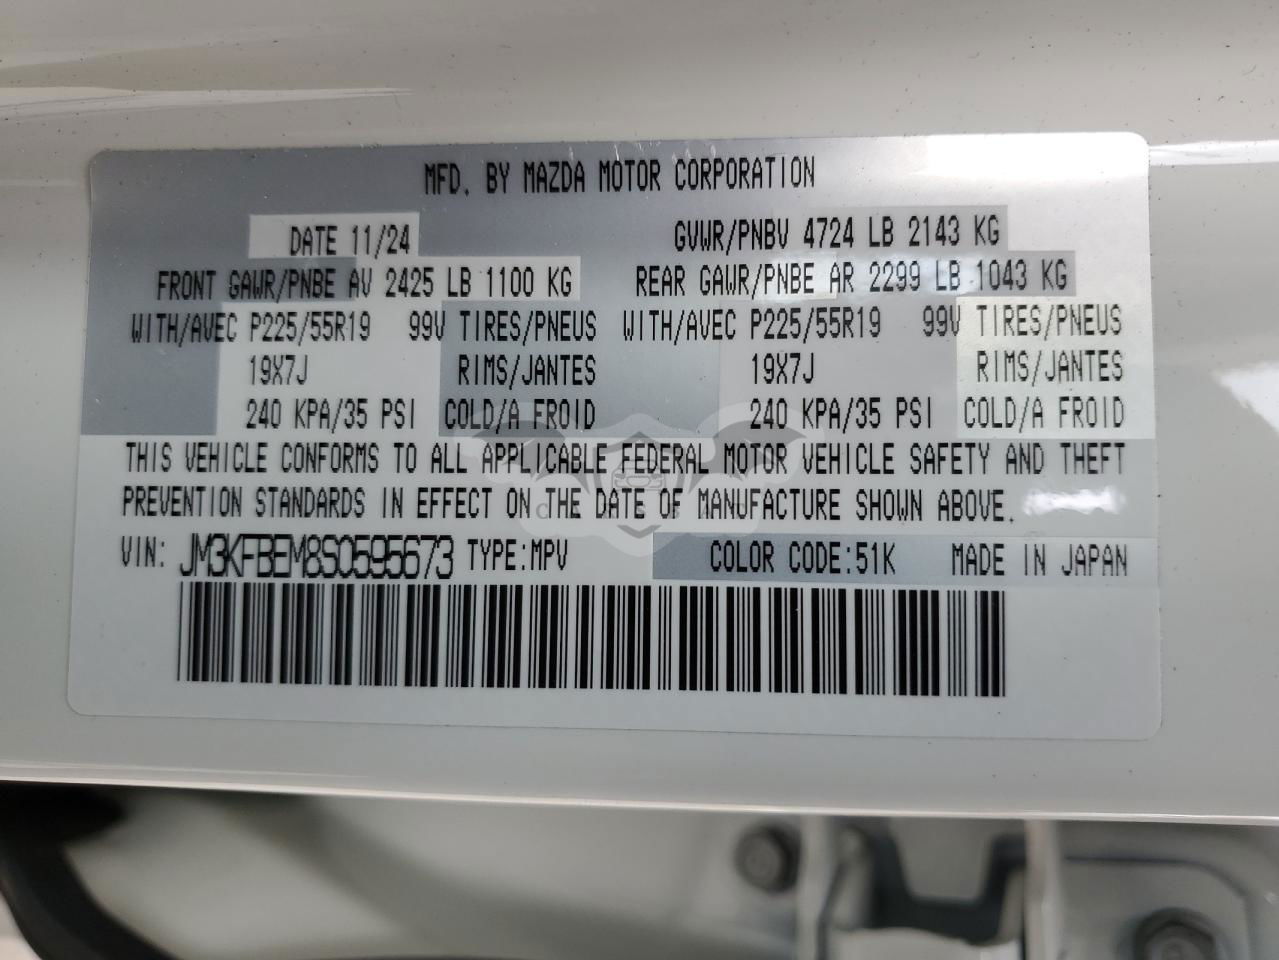 MFD. BY MAZDA MOTOR CORPORATION
DATE 11/24 GVWR/PNBV 4724 LB 2143 KG
FRONT GAWR/PNBE AV 2425 LB 1100 KG REAR GAWR/PNBE AR 2299 LB 1043 KG
WITH/AVEC P225/55R19 99V TIRES/PNEUS WITH/AVEC P225/55R19 99V TIRES/PNEUS
19X7J RIMS/JANTES 19X7J RIMS/JANTES
240 KPA/35 PSI COLD/A FROID 240 KPA/35 PSI COLD/A FROID
THIS VEHICLE CONFORMS TO ALL APPLICABLE FEDERAL MOTOR VEHICLE SAFETY AND THEFT
PREVENTION STANDARDS IN EFFECT ON THE DATE OF MANUFACTURE SHOWN ABOVE.
VIN: JM3KFBEM8S0595673 TYPE:MPV COLOR CODE:51K MADE IN JAPAN